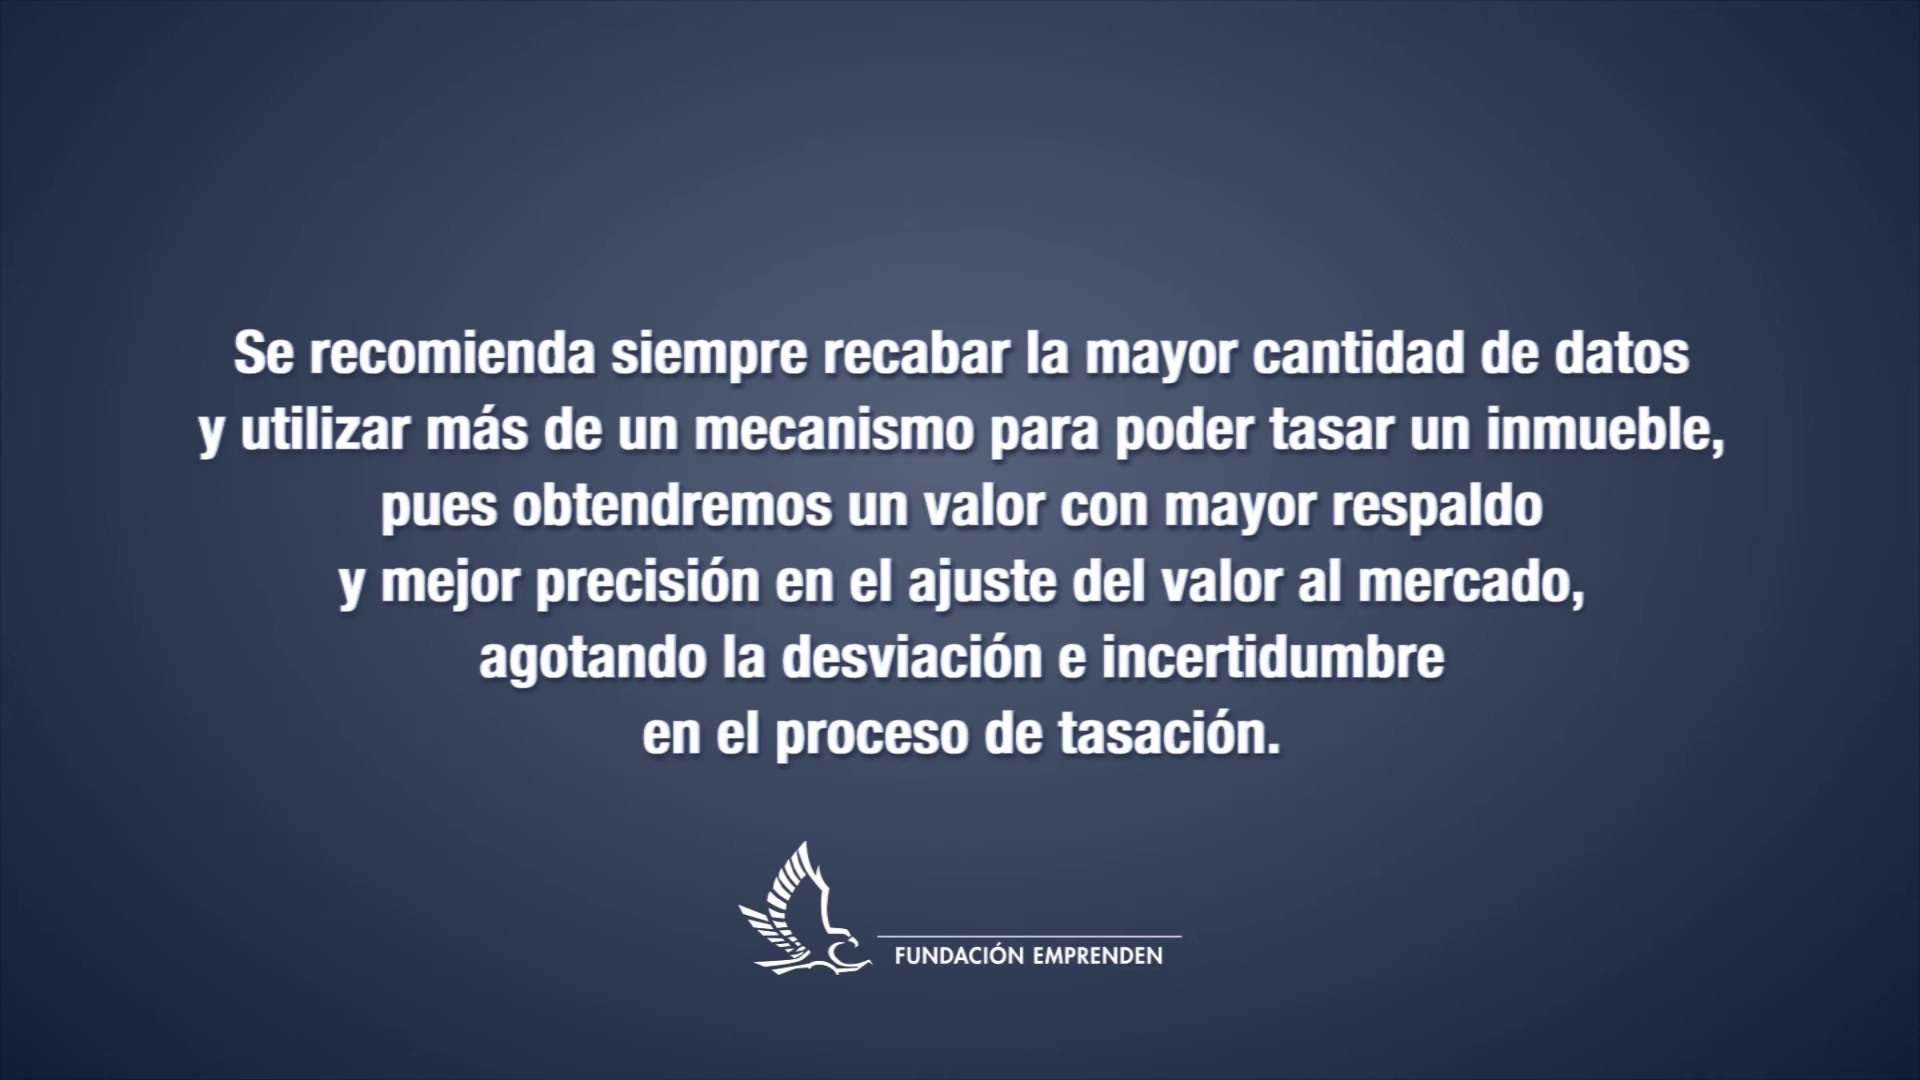 Se recomienda siempre recabar la mayor cantidad de datos
y utilizar más de un mecanismo para poder tasar un inmueble,
pues obtendremos un valor con mayor respaldo
y mejor precisión en el ajuste del valor al mercado,
agotando la desviación e incertidumbre
en el proceso de tasación.
FUNDACIÓN EMPRENDEN